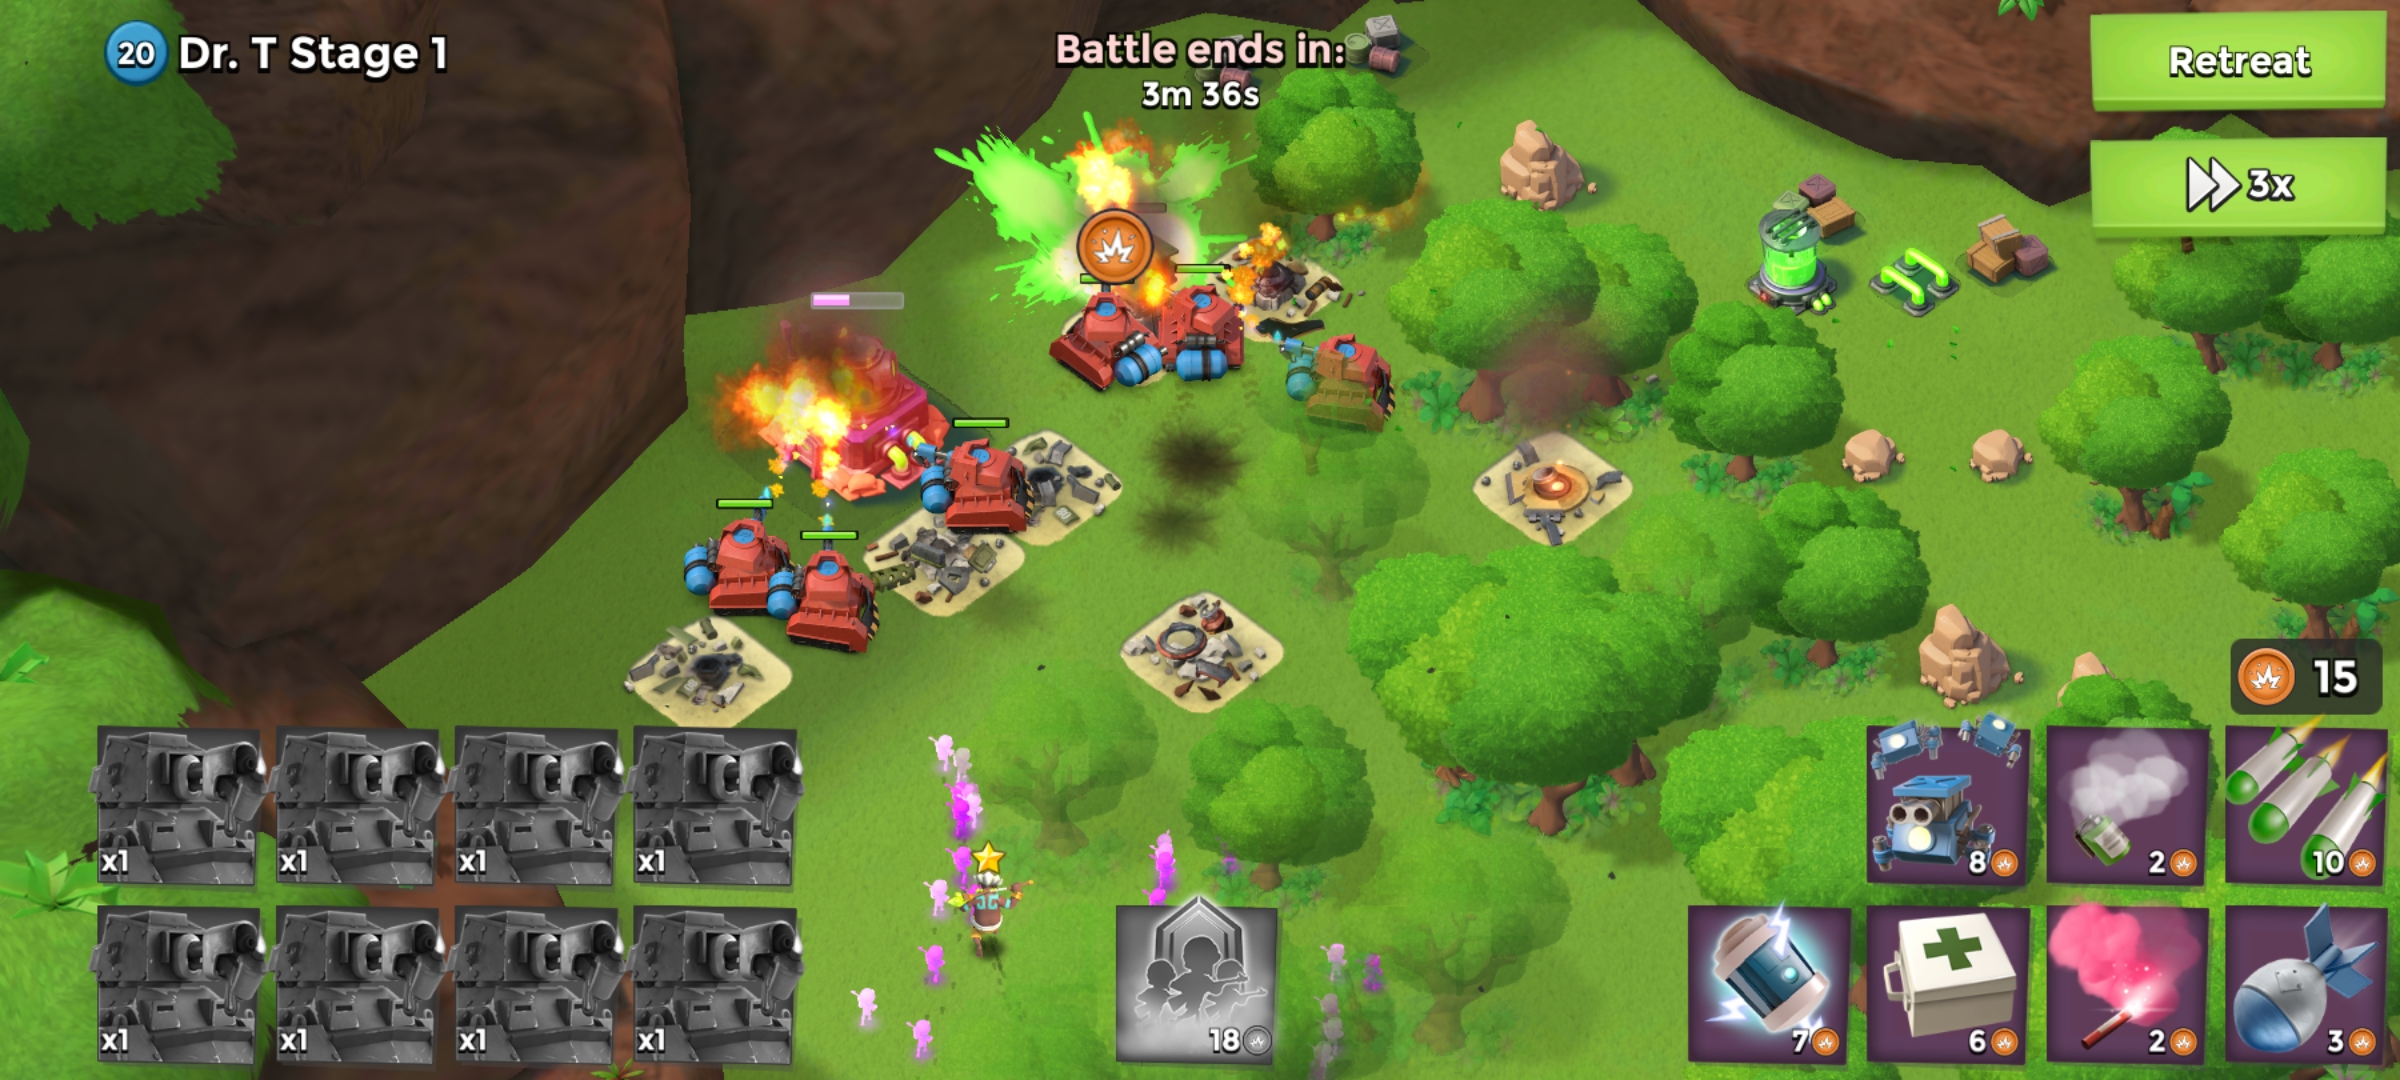 20 Dr. T Stage 1
Battle ends in:
3m 36s
Retreat
3x
15
x1 x1 x1 x1
8 2 10
x1 x1 x1 x1
18
7 6 2 3